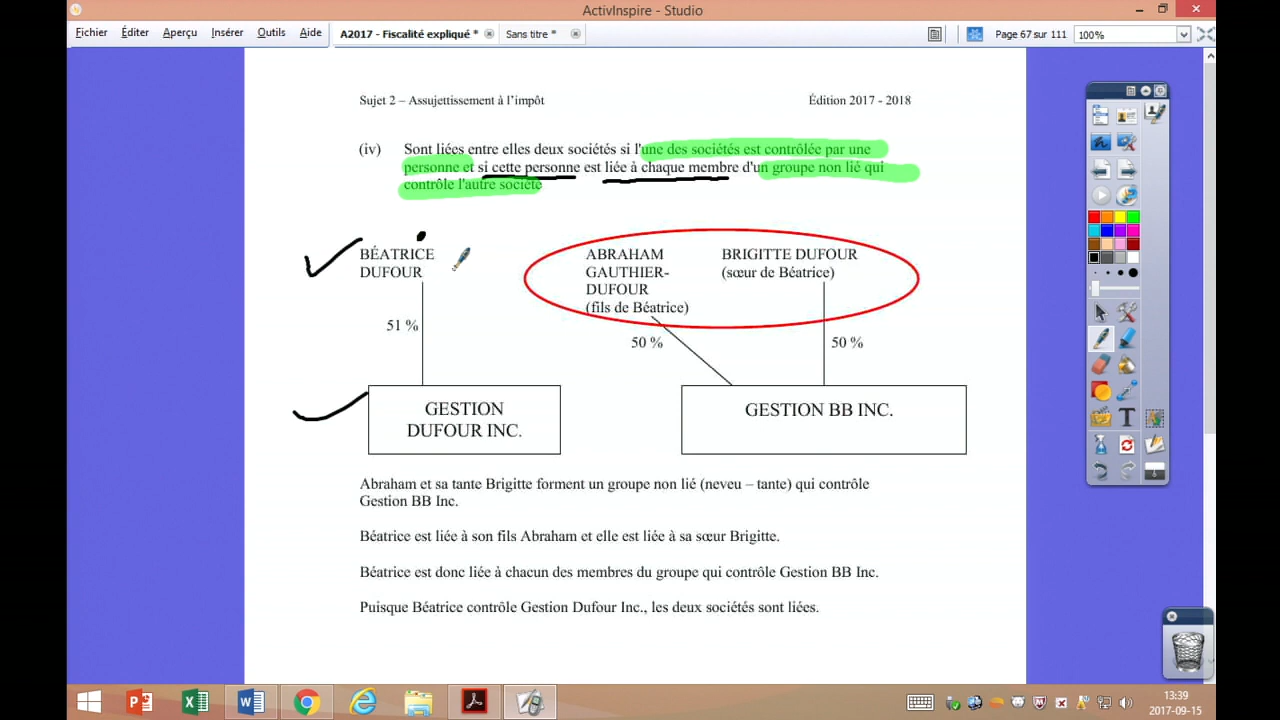 ActivInspire - Studio
Fichier Éditer Aperçu Insérer Outils Aide
A2017 - Fiscalité expliqué * Sans titre *
Page 67 sur 111 100%
Sujet 2 – Assujettissement à l'impôt Édition 2017 - 2018
(iv) Sont liées entre elles deux sociétés si l'une des sociétés est contrôlée par une
personne et si cette personne est liée à chaque membre d'un groupe non lié qui
contrôle l'autre société
BÉATRICE
DUFOUR
ABRAHAM
GAUTHIER-
DUFOUR
(fils de Béatrice)
BRIGITTE DUFOUR
(sœur de Béatrice)
51 %
50 %
50 %
GESTION
DUFOUR INC.
GESTION BB INC.
Abraham et sa tante Brigitte forment un groupe non lié (neveu – tante) qui contrôle
Gestion BB Inc.
Béatrice est liée à son fils Abraham et elle est liée à sa sœur Brigitte.
Béatrice est donc liée à chacun des membres du groupe qui contrôle Gestion BB Inc.
Puisque Béatrice contrôle Gestion Dufour Inc., les deux sociétés sont liées.
13:39
2017-09-15